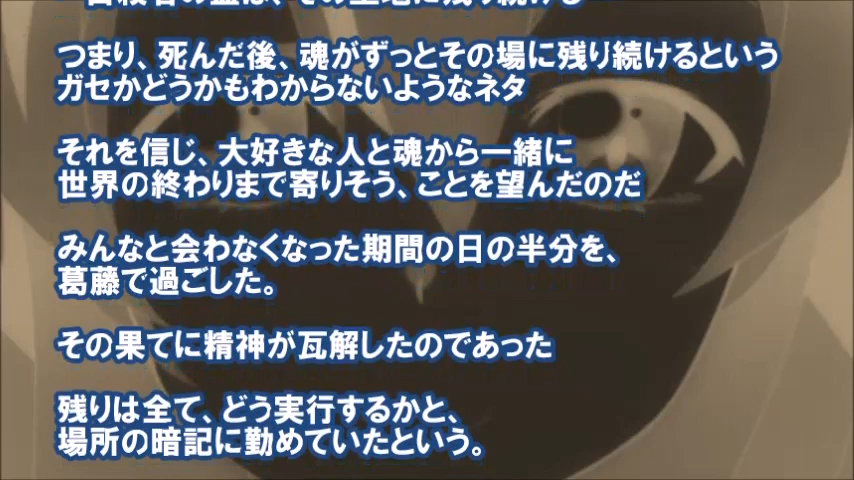 つまり、死んだ後、魂がずっとその場に残り続けるという
ガセかどうかもわからないようなネタ
それを信じ、大好きな人と魂から一緒に
世界の終わりまで寄りそう、ことを望んだのだ
みんなと会わなくなった期間の日の半分を、
葛藤で過ごした。
その果てに精神が瓦解したのであった
残りは全て、どう実行するかと、
場所の暗記に勤めていたという。